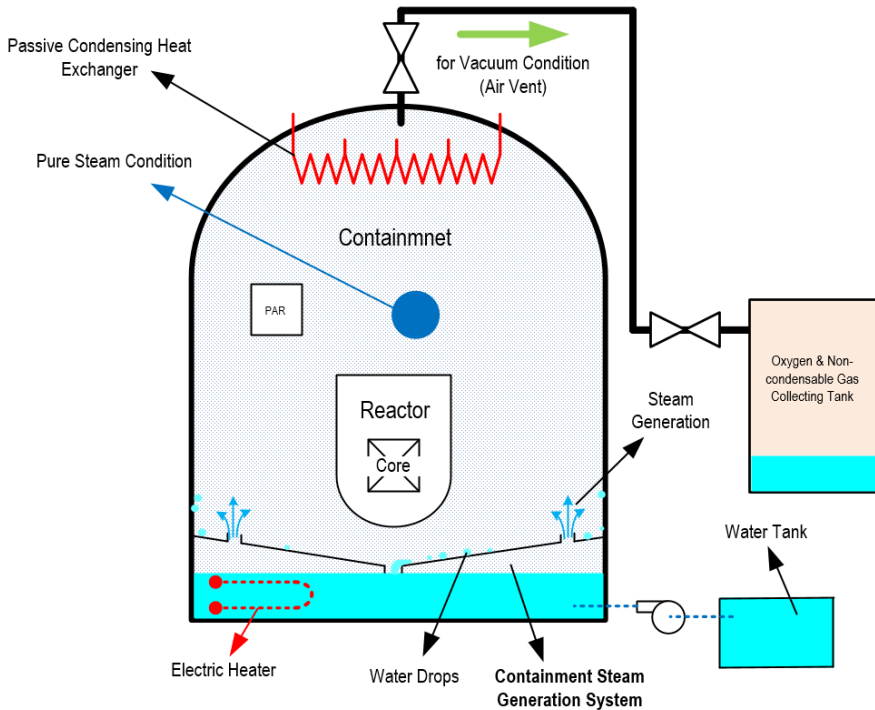 Passive Condensing Heat
Exchanger
for Vacuum Condition
(Air Vent)
Pure Steam Condition
Containmnet
PAR
Oxygen & Non-
condensable Gas
Collecting Tank
Reactor
Core
Steam
Generation
Water Tank
Electric Heater
Water Drops
Containment Steam
Generation System